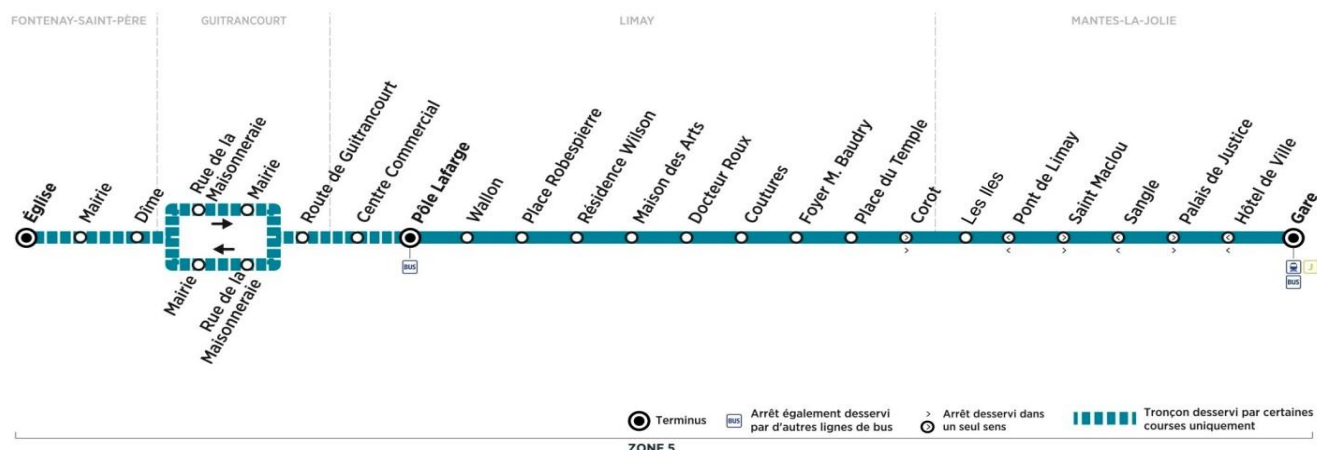 FONTENAY-SAINT-PÈRE
GUITRANCOURT
LIMAY
MANTES-LA-JOLIE
Église
Mairie
Dîme
Rue de la
Maisonneraie
Mairie
Mairie
Rue de la
Maisonneraie
Route de Guitrancourt
Centre Commercial
Pôle Lafarge
BUS
Wallon
Place Robespierre
Résidence Wilson
Maison des Arts
Docteur Roux
Coutures
Foyer M. Baudry
Place du Temple
Corot
Les Iles
Pont de Limay
Saint Maclou
Sangle
Palais de Justice
Hôtel de Ville
Gare
J
BUS
Terminus
BUS
Arrêt également desservi
par d'autres lignes de bus
Arrêt desservi dans
un seul sens
Tronçon desservi par certaines
courses uniquement
ZONE 5